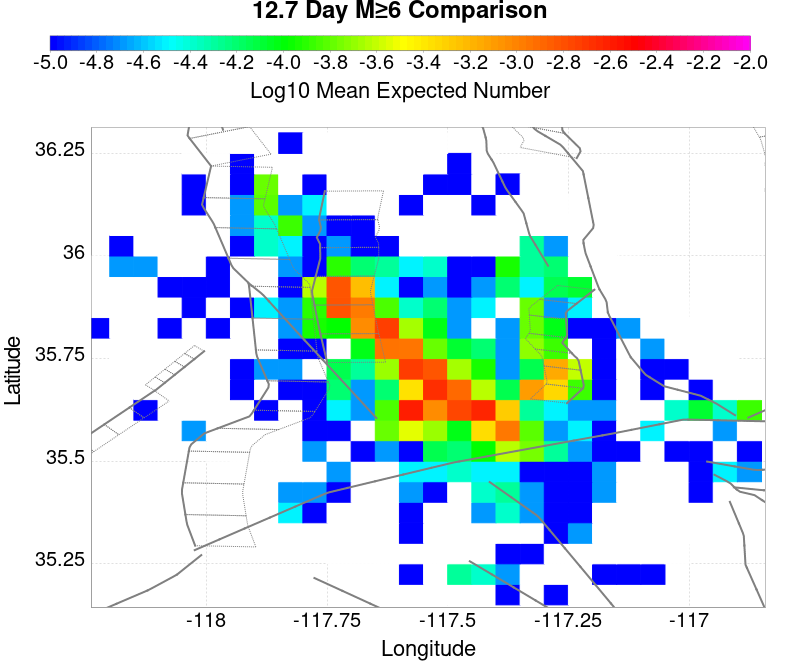 12.7 Day M≥6 Comparison
-5.0 -4.8 -4.6 -4.4 -4.2 -4.0 -3.8 -3.6 -3.4 -3.2 -3.0 -2.8 -2.6 -2.4 -2.2 -2.0
Log10 Mean Expected Number
36.25
36
35.75
35.5
35.25
Latitude
-118 -117.75 -117.5 -117.25 -117
Longitude